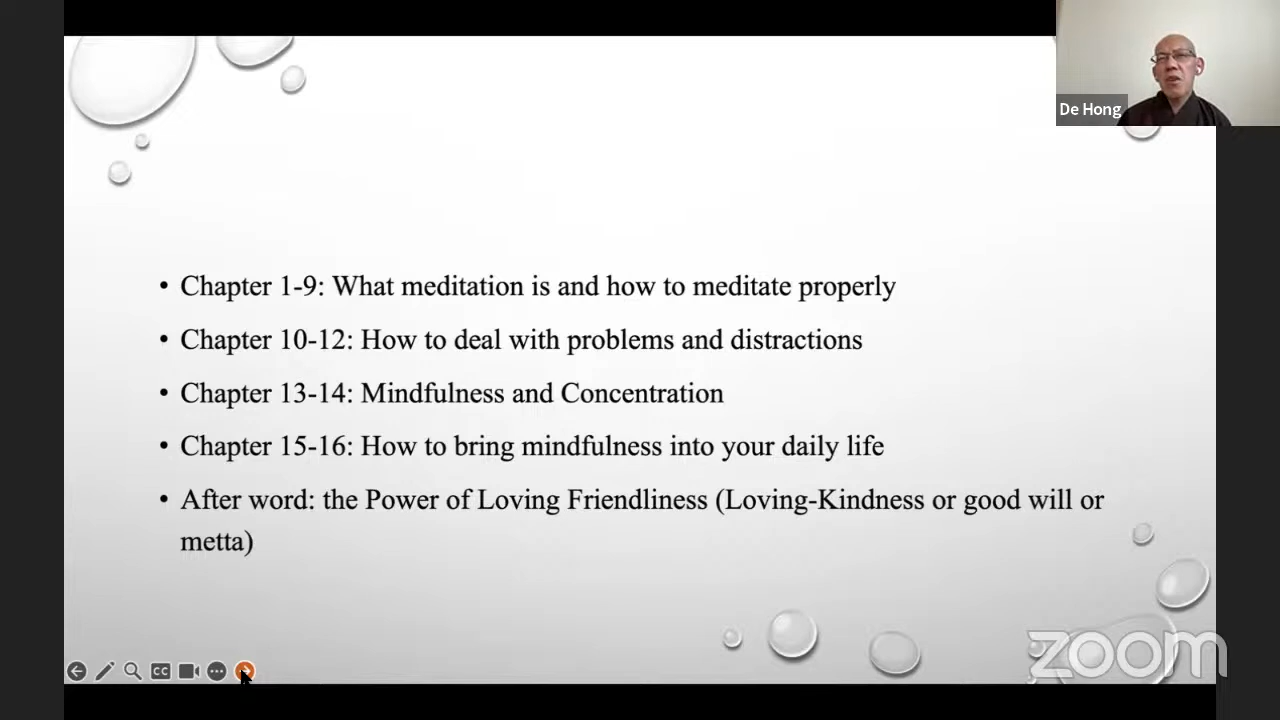 De Hong
• Chapter 1-9: What meditation is and how to meditate properly
• Chapter 10-12: How to deal with problems and distractions
• Chapter 13-14: Mindfulness and Concentration
• Chapter 15-16: How to bring mindfulness into your daily life
• After word: the Power of Loving Friendliness (Loving-Kindness or good will or
metta)
CC
zoom